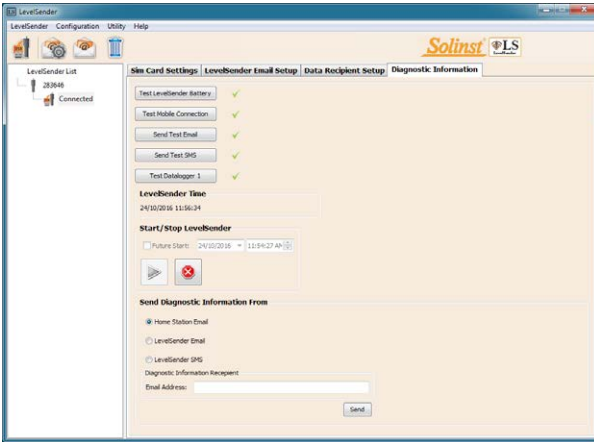 LevelSender
LevelSender Configuration Utility Help
Solinst LS
LevelSender
LevelSender List
283646
Connected
Sim Card Settings LevelSender Email Setup Data Recipient Setup Diagnostic Information
Test LevelSender Battery
Test Mobile Connection
Send Test Email
Send Test SMS
Test Datalogger 1
LevelSender Time
24/10/2016 11:56:34
Start/Stop LevelSender
Future Start: 24/10/2016 11:54:27 AM
Send Diagnostic Information From
Home Station Email
LevelSender Email
LevelSender SMS
Diagnostic Information Recepient
Email Address:
Send